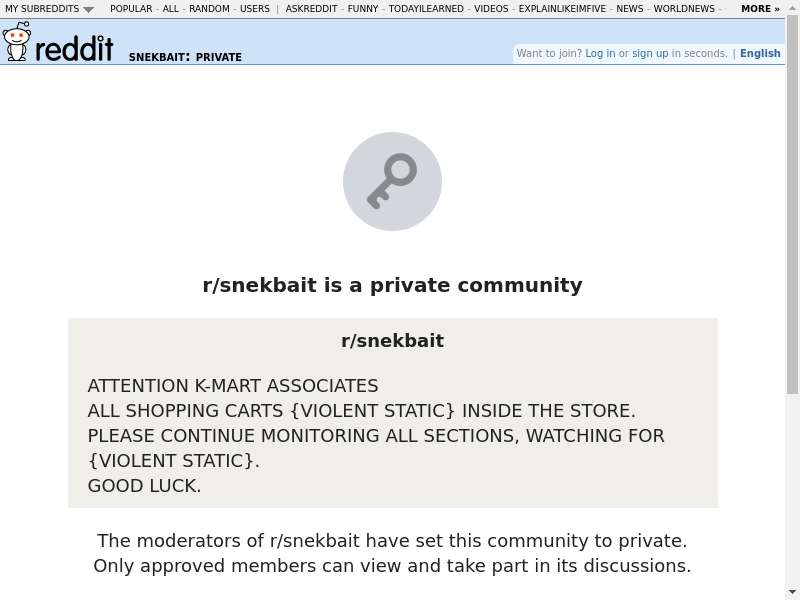 MY SUBREDDITS POPULAR - ALL - RANDOM - USERS | ASKREDDIT - FUNNY - TODAYILEARNED - VIDEOS - EXPLAINLIKEIMFIVE - NEWS - WORLDNEWS - MORE »
reddit SNEKBAIT: PRIVATE Want to join? Log in or sign up in seconds. | English
r/snekbait is a private community
r/snekbait
ATTENTION K-MART ASSOCIATES
ALL SHOPPING CARTS {VIOLENT STATIC} INSIDE THE STORE.
PLEASE CONTINUE MONITORING ALL SECTIONS, WATCHING FOR
{VIOLENT STATIC}.
GOOD LUCK.
The moderators of r/snekbait have set this community to private.
Only approved members can view and take part in its discussions.